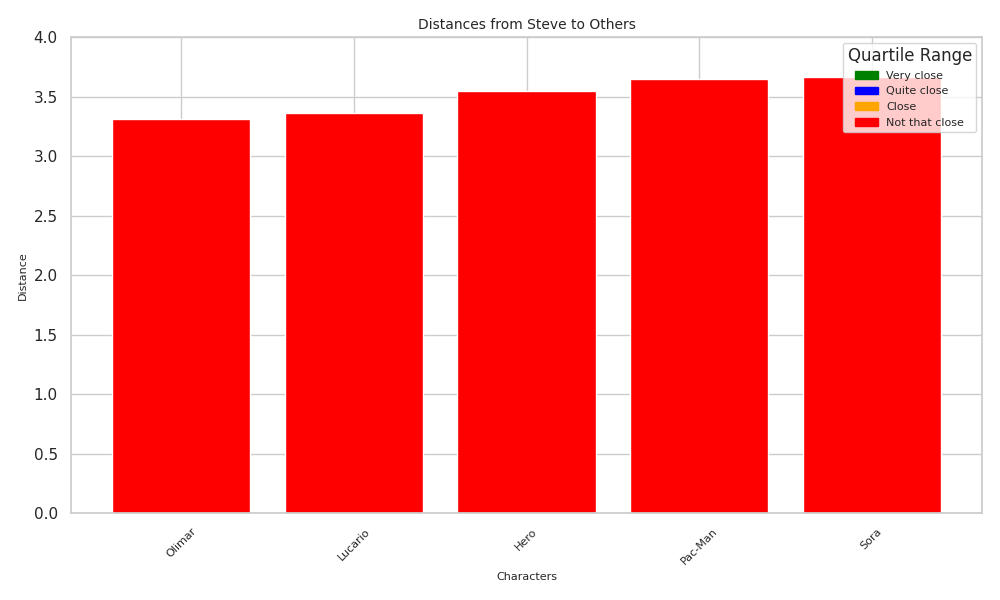 Distances from Steve to Others
4.0
3.5
3.0
2.5
2.0
1.5
1.0
0.5
0.0
Distance
Quartile Range
Very close
Quite close
Close
Not that close
Olimar
Lucario
Hero
Pac-Man
Sora
Characters